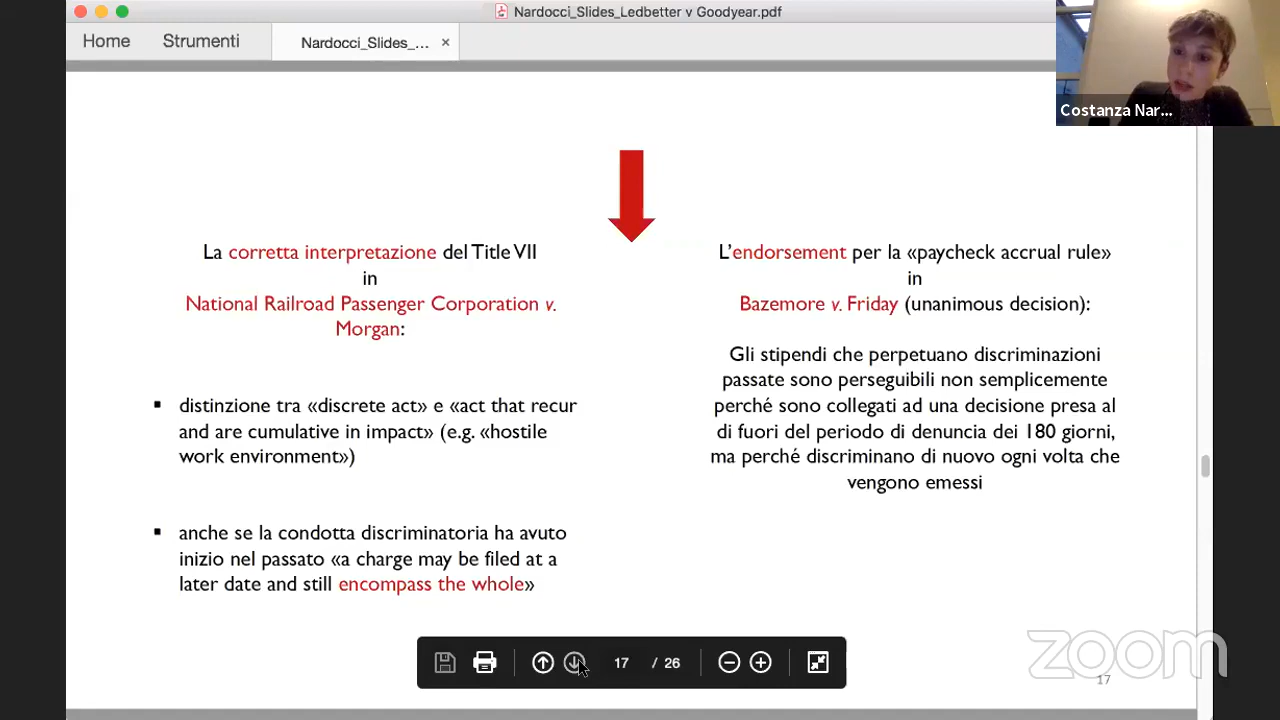 Nardocci_Slides_Ledbetter v Goodyear.pdf
Home
Strumenti
Nardocci_Slides_...
×
Costanza Nar...
La corretta interpretazione del Title VII
in
National Railroad Passenger Corporation v.
Morgan:
▪ distinzione tra «discrete act» e «act that recur
and are cumulative in impact» (e.g. «hostile
work environment»)
▪ anche se la condotta discriminatoria ha avuto
inizio nel passato «a charge may be filed at a
later date and still encompass the whole»
L’endorsement per la «paycheck accrual rule»
in
Bazemore v. Friday (unanimous decision):
Gli stipendi che perpetuano discriminazioni
passate sono perseguibili non semplicemente
perché sono collegati ad una decisione presa al
di fuori del periodo di denuncia dei 180 giorni,
ma perché discriminano di nuovo ogni volta che
vengono emessi
17 / 26
zoom
17